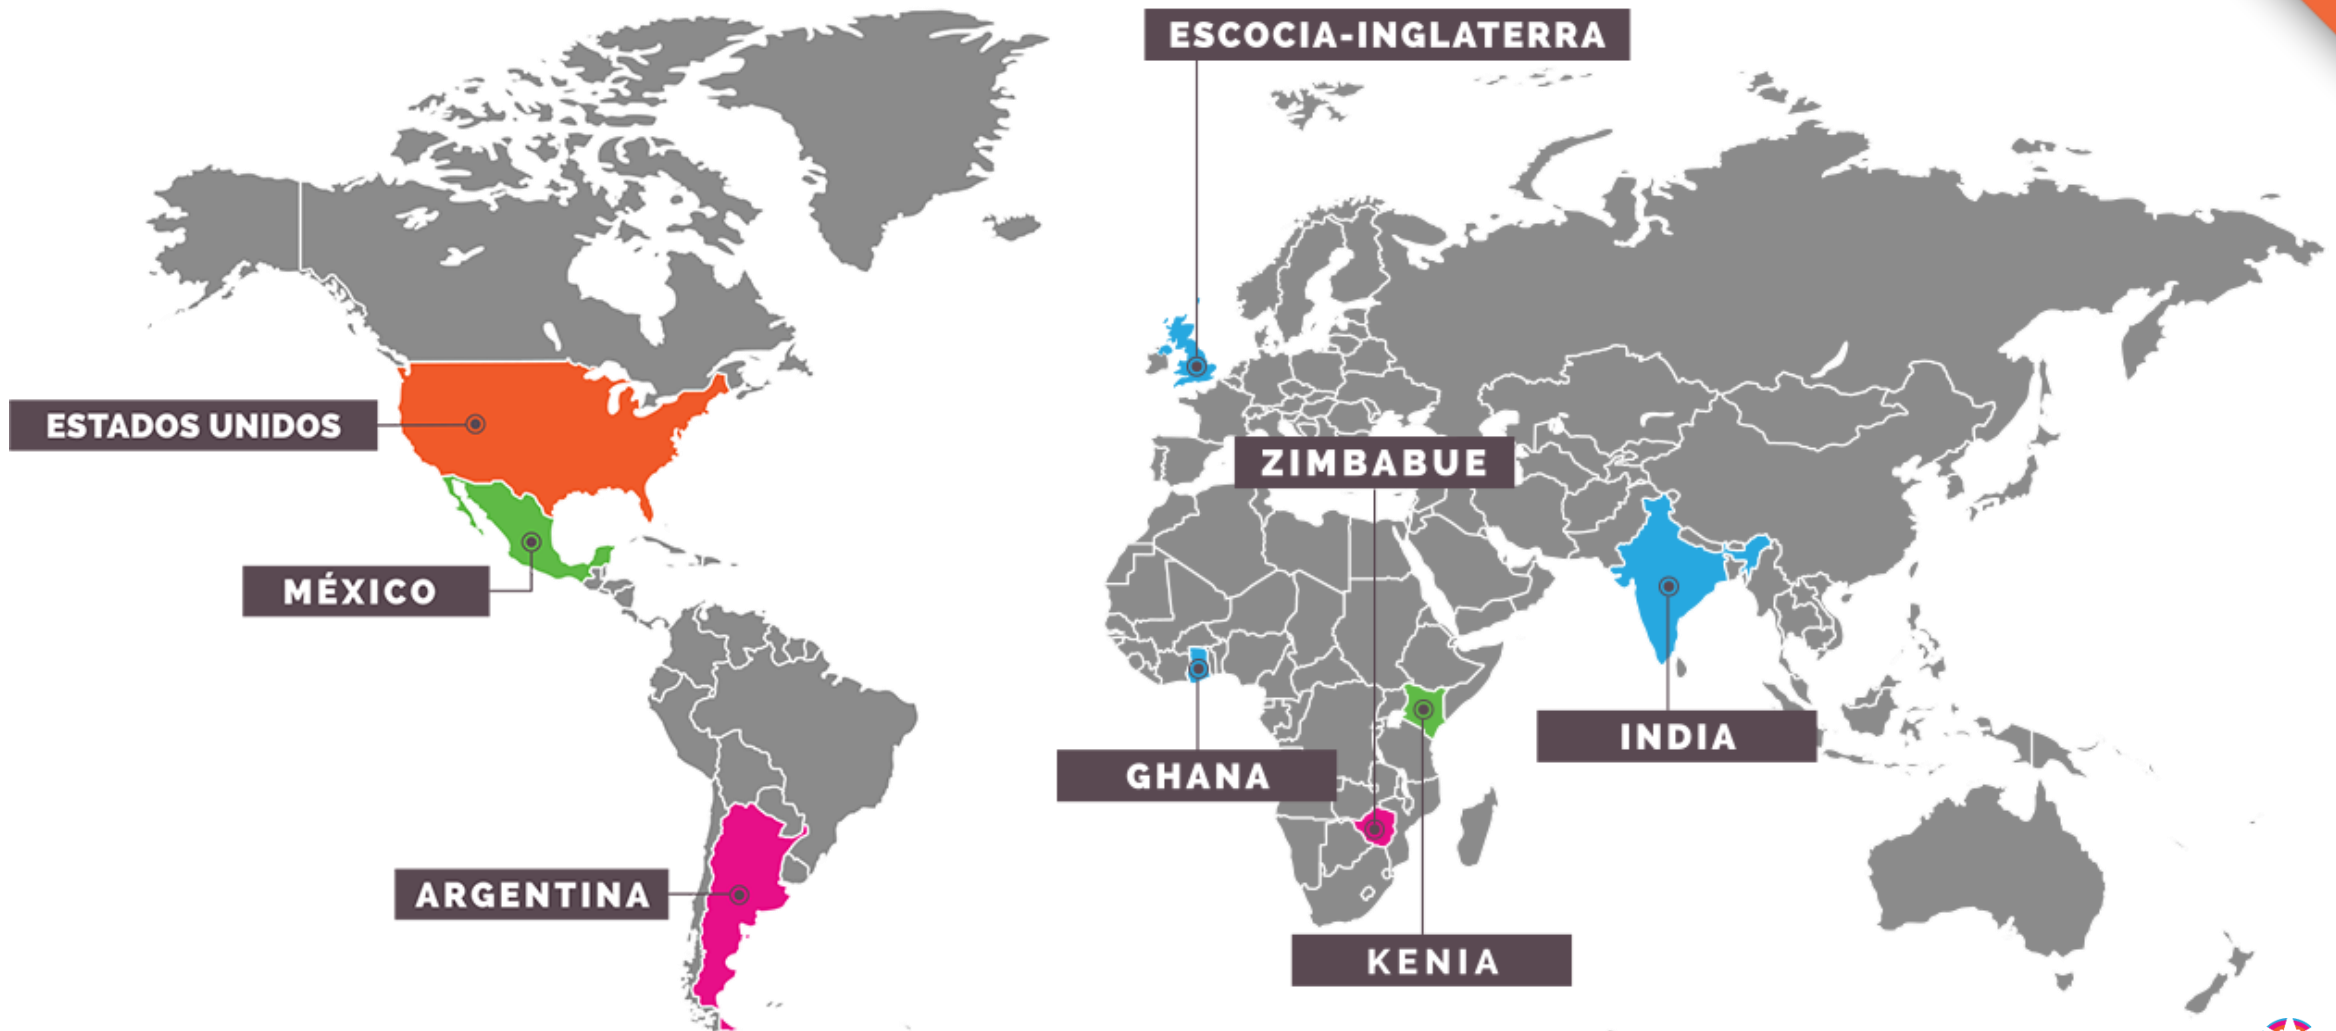 ESCOCIA-INGLATERRA
ESTADOS UNIDOS
ZIMBABUE
MÉXICO
INDIA
GHANA
ARGENTINA
KENIA